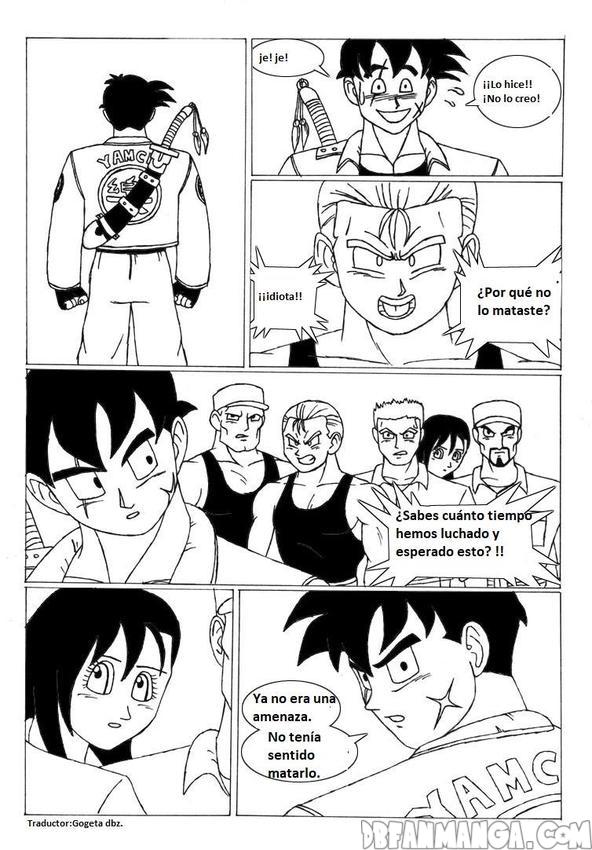 YAMC
je! je!
¡¡Lo hice!!
¡No lo creo!
¡¡idiota!!
¿Por qué no
lo mataste?
¿Sabes cuánto tiempo
hemos luchado y
esperado esto? !!
Ya no era una
amenaza.
No tenía
sentido
matarlo.
YAMC
Traductor:Gogeta dbz.
DBFANMANGA.COM